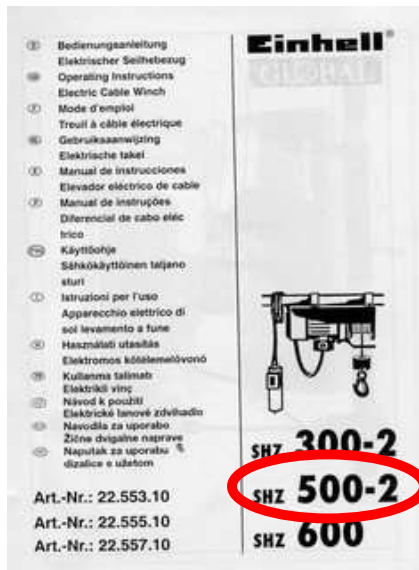 Einhell
Bedienungsanleitung
Elektrischer Seilhebezug
Operating Instructions
Electric Cable Winch
Mode d'emploi
Treuil à câble électrique
Gebruiksaanwijzing
Elektrische takel
Manual de instrucciones
Elevador eléctrico de cable
Manual de instruções
Diferencial de cabo eléc
trico
Käyttöohje
Sähkökäyttöinen taljano
sturi
Istruzioni per l'uso
Apparecchio elettrico di
sol levamento a fune
Használati utasítás
Elektromos kötélemelővonó
Kullanma talimatı
Elektrikli vinç
Návod k použití
Elektrické lanové zdvihadlo
Navodila za uporabo
Žične dvigalne naprave
Naputak za uporabu
dizalice s užetom
Art.-Nr.: 22.553.10
Art.-Nr.: 22.555.10
Art.-Nr.: 22.557.10
SHZ 300-2
SHZ 500-2
SHZ 600